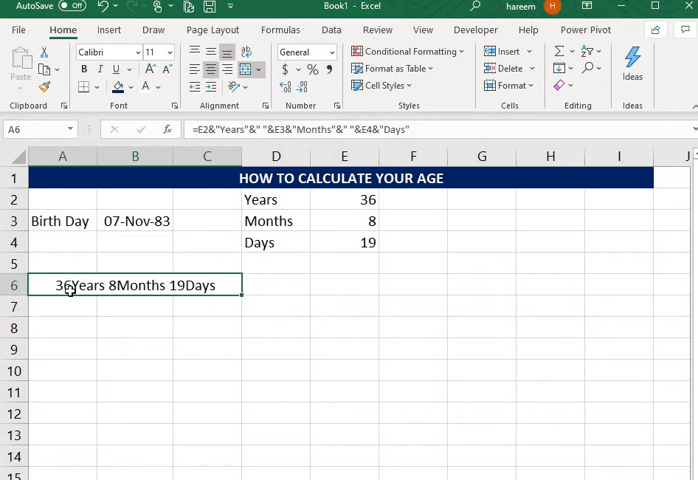 AutoSave Off Book1 - Excel hareem H
File Home Insert Draw Page Layout Formulas Data Review View Developer Help Power Pivot
Paste
Calibri 11
B I U
General
$ % ,
Conditional Formatting
Format as Table
Cell Styles
Insert
Delete
Format
Ideas
Clipboard Font Alignment Number Styles Cells Editing Ideas
A6 fx =E2&"Years"&" "&E3&"Months"&" "&E4&"Days"
A B C D E F G H I J
1 HOW TO CALCULATE YOUR AGE
2 Years 36
3 Birth Day 07-Nov-83 Months 8
4 Days 19
5
6 36Years 8Months 19Days
7
8
9
10
11
12
13
14
15